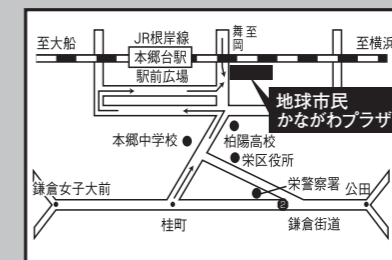 至大船
JR根岸線
本郷台駅
駅前広場
至
舞岡
至横浜
地球市民
かながわプラザ
本郷中学校
柏陽高校
栄区役所
栄警察署
鎌倉女子大前
公田
2
桂町
鎌倉街道